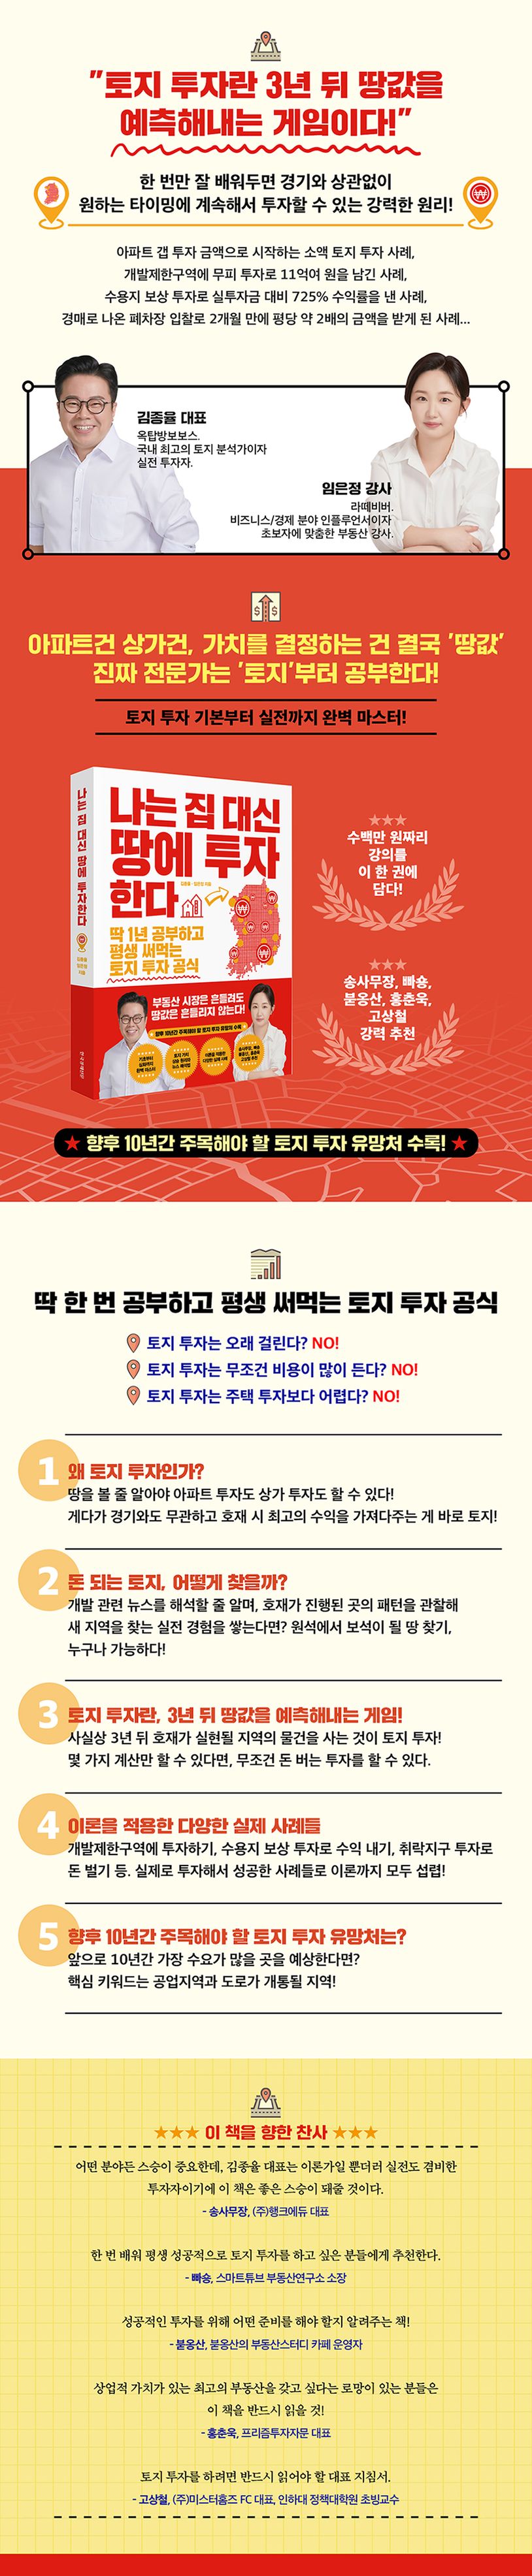 "토지 투자란 3년 뒤 땅값을
예측해내는 게임이다!"
한 번만 잘 배워두면 경기와 상관없이
원하는 타이밍에 계속해서 투자할 수 있는 강력한 원리!
아파트 갭 투자 금액으로 시작하는 소액 토지 투자 사례,
개발제한구역에 무피 투자로 11억여 원을 남긴 사례,
수용지 보상 투자로 실투자금 대비 725% 수익률을 낸 사례,
경매로 나온 폐차장 입찰로 2개월 만에 평당 약 2배의 금액을 받게 된 사례...
김종율 대표
옥탑방보보스.
국내 최고의 토지 분석가이자
실전 투자자.
임은정 강사
라떼비버.
비즈니스/경제 분야 인플루언서이자
초보자에 맞춤한 부동산 강사.
아파트건 상가건, 가치를 결정하는 건 결국 '땅값'
진짜 전문가는 '토지'부터 공부한다!
토지 투자 기본부터 실전까지 완벽 마스터!
나는 집 대신 땅에 투자한다
나는 집 대신
땅에 투자
한다
김종율·임은정 지음
딱 1년 공부하고
평생 써먹는
토지 투자 공식
부동산 시장은 흔들려도
땅값은 흔들리지 않는다!
향후 10년간 주목해야 할 토지 투자 유망처 수록
수백만 원짜리
강의를
이 한 권에
담다!
송사무장, 빠숑,
붇옹산, 홍춘욱,
고상철
강력 추천
향후 10년간 주목해야 할 토지 투자 유망처 수록!
딱 한 번 공부하고 평생 써먹는 토지 투자 공식
토지 투자는 오래 걸린다? NO!
토지 투자는 무조건 비용이 많이 든다? NO!
토지 투자는 주택 투자보다 어렵다? NO!
1 왜 토지 투자인가?
땅을 볼 줄 알아야 아파트 투자도 상가 투자도 할 수 있다!
게다가 경기와도 무관하고 호재 시 최고의 수익을 가져다주는 게 바로 토지!
2 돈 되는 토지, 어떻게 찾을까?
개발 관련 뉴스를 해석할 줄 알며, 호재가 진행된 곳의 패턴을 관찰해
새 지역을 찾는 실전 경험을 쌓는다면? 원석에서 보석이 될 땅 찾기,
누구나 가능하다!
3 토지 투자란, 3년 뒤 땅값을 예측해내는 게임!
사실상 3년 뒤 호재가 실현될 지역의 물건을 사는 것이 토지 투자!
몇 가지 계산만 할 수 있다면, 무조건 돈 버는 투자를 할 수 있다.
4 이론을 적용한 다양한 실제 사례들
개발제한구역에 투자하기, 수용지 보상 투자로 수익 내기, 취락지구 투자로
돈 벌기 등. 실제로 투자해서 성공한 사례들로 이론까지 모두 섭렵!
5 향후 10년간 주목해야 할 토지 투자 유망처는?
앞으로 10년간 가장 수요가 많을 곳을 예상한다면?
핵심 키워드는 공업지역과 도로가 개통될 지역!
이 책을 향한 찬사
어떤 분야든 스승이 중요한데, 김종율 대표는 이론가일 뿐더러 실전도 겸비한
투자자이기에 이 책은 좋은 스승이 돼줄 것이다.
- 송사무장, (주)행크에듀 대표
한 번 배워 평생 성공적으로 토지 투자를 하고 싶은 분들에게 추천한다.
- 빠숑, 스마트튜브 부동산연구소 소장
성공적인 투자를 위해 어떤 준비를 해야 할지 알려주는 책!
- 붇옹산, 붇옹산의 부동산스터디 카페 운영자
상업적 가치가 있는 최고의 부동산을 갖고 싶다는 로망이 있는 분들은
이 책을 반드시 읽을 것!
- 홍춘욱, 프리즘투자자문 대표
토지 투자를 하려면 반드시 읽어야 할 대표 지침서.
- 고상철, (주)미스터홈즈 FC 대표, 인하대 정책대학원 초빙교수